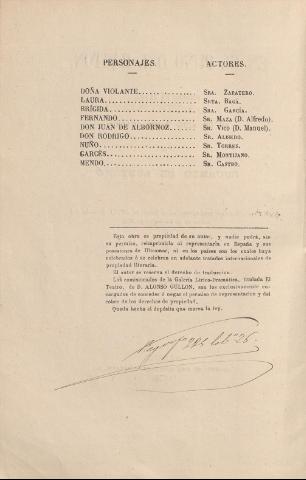 PERSONAJES. ACTORES.
DOÑA VIOLANTE................ SRA. ZAPATERO.
LAURA........................ SRTA. BAGÁ.
BRÍGIDA...................... SRA. GARCÍA.
FERNANDO..................... SR. MAZA (D. Alfredo).
DON JUAN DE ALBORNOZ......... SR. VICO (D. Manuel).
DON RODRIGO.................. SR. ALBERO.
NUÑO......................... SR. TORRES.
GARCÉS....................... SR. MONTIJANO.
MENDO........................ SR. CASTRO.
Esta obra es propiedad de su autor, y nadie podrá, sin
su permiso, reimprimirla ni representarla en España y sus
posesiones de Ultramar, ni en los países con los cuales haya
celebrados ó se celebren en adelante tratados internacionales de
propiedad literaria.
El autor se reserva el derecho de traduccion.
Los comisionados de la Galería Lírico-Dramática, titulada El
Teatro, de D. ALONSO GULLON, son los exclusivamente en-
cargados de conceder ó negar el permiso de representacion y del
cobro de los derechos de propiedad.
Queda hecho el depósito que marca la ley.